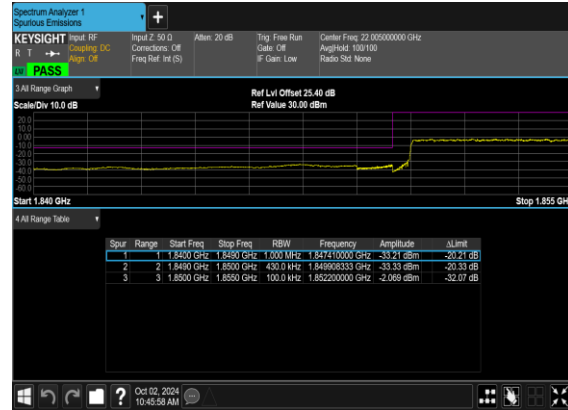 Spectrum Analyzer 1
Spurious Emissions
+
KEYSIGHT Input: RF Input Z: 50 Ω Atten: 20 dB Trig: Free Run Center Freq: 22.005000000 GHz
R T Coupling: DC Corrections: Off Gate: Off Avg|Hold: 100/100
Align: Off Freq Ref: Int (S) IF Gain: Low Radio Std: None
PASS
3 All Range Graph
Ref Lvl Offset 25.40 dB
Scale/Div 10.0 dB Ref Value 30.00 dBm
20.0
10.0
0.00
-10.0
-20.0
-30.0
-40.0
-50.0
-60.0
Start 1.840 GHz Stop 1.855 GH
4 All Range Table
Spur Range Start Freq Stop Freq RBW Frequency Amplitude ΔLimit
1 1 1.8400 GHz 1.8490 GHz 1.000 MHz 1.847410000 GHz -33.21 dBm -20.21 dB
2 2 1.8490 GHz 1.8500 GHz 430.0 kHz 1.849908333 GHz -33.33 dBm -20.33 dB
3 3 1.8500 GHz 1.8550 GHz 100.0 kHz 1.852200000 GHz -2.069 dBm -32.07 dB
? Oct 02, 2024
10:45:58 AM